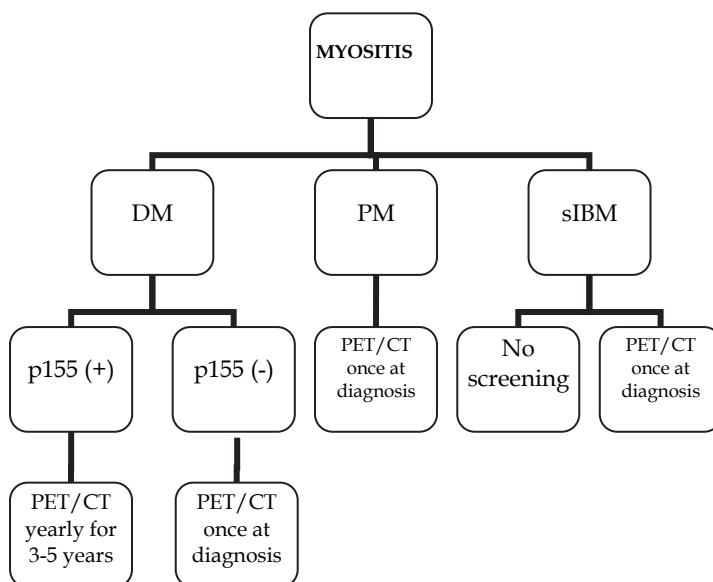 MYOSITIS
DM
PM
sIBM
p155 (+)
p155 (-)
PET/CT
once at
diagnosis
No
screening
PET/CT
once at
diagnosis
PET/CT
yearly for
3-5 years
PET/CT
once at
diagnosis